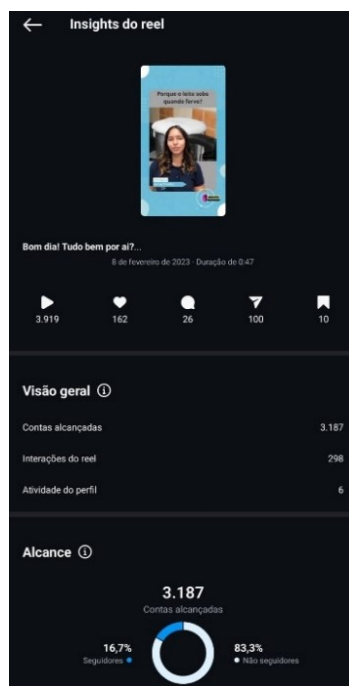 Insights do reel
Porque o leite sobe
quando ferve?
Bom dia! Tudo bem por ai?...
8 de fevereiro de 2023 · Duração de 0:47
3.919 162 26 100 10
Visão geral
Contas alcançadas 3.187
Interações do reel 298
Atividade do perfil 6
Alcance
3.187
Contas alcançadas
16,7% 83,3%
Seguidores Não seguidores